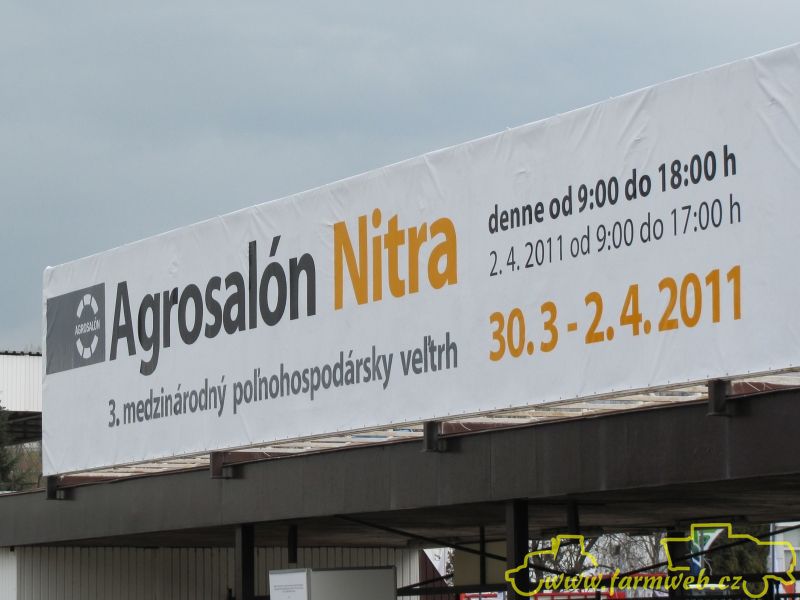 AGROSALÓN
Agrosalón Nitra
3. medzinárodný poľnohospodársky veľtrh
denne od 9:00 do 18:00 h
2. 4. 2011 od 9:00 do 17:00 h
30. 3 - 2. 4. 2011
www.farmweb.cz